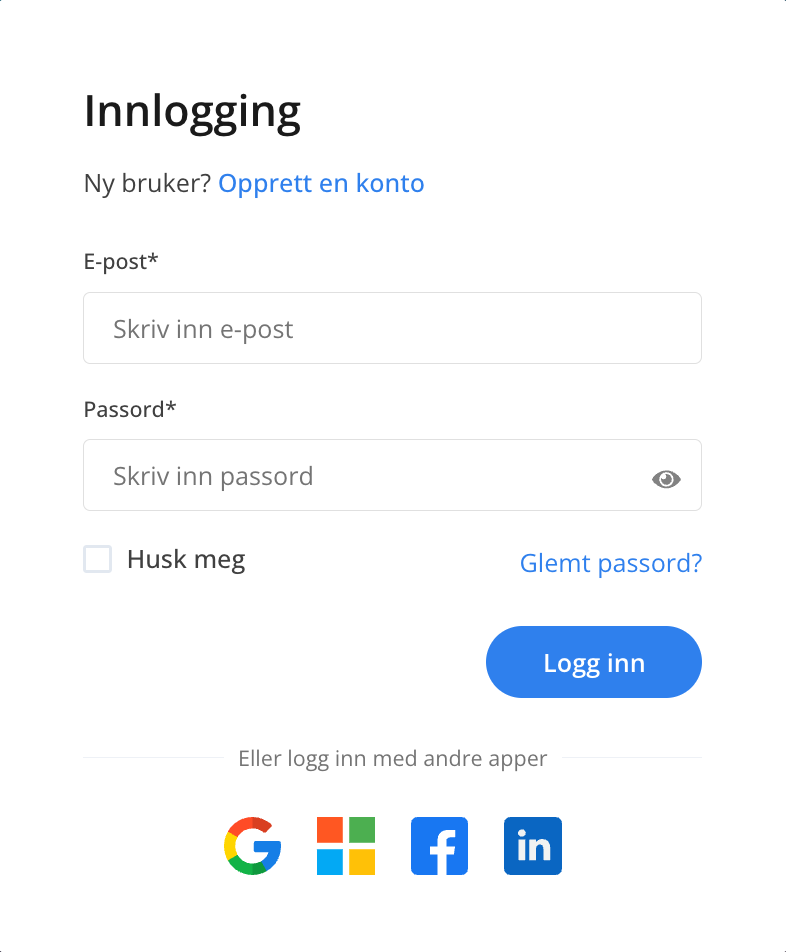 Innlogging
Ny bruker? Opprett en konto
E-post*
Skriv inn e-post
Passord*
Skriv inn passord
Husk meg
Glemt passord?
Logg inn
Eller logg inn med andre apper
in